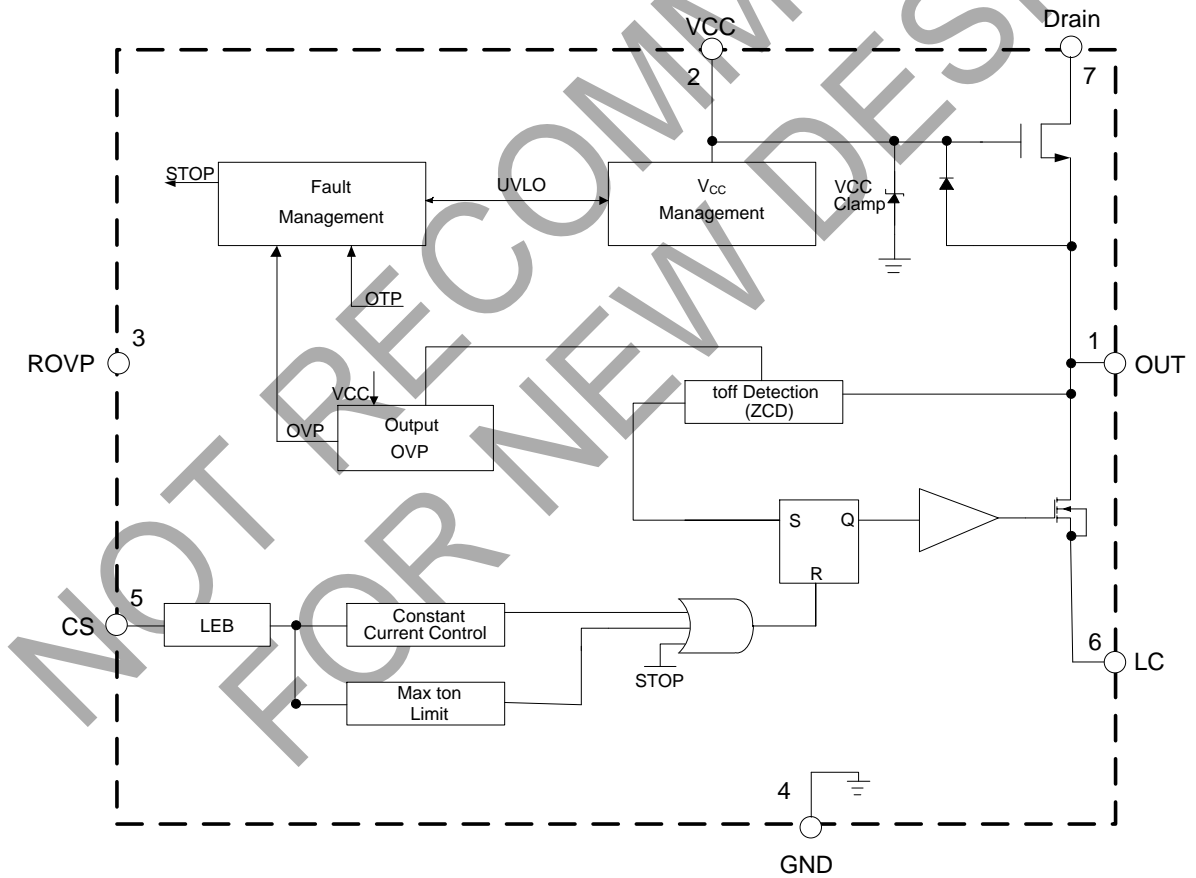 VCC
Drain
2
7
STOP
Fault
Management
UVLO
VCC
Management
VCC
Clamp
OTP
3
ROVP
1
OUT
VCC
toff Detection
(ZCD)
OVP
Output
OVP
S
Q
R
5
CS
LEB
Constant
Current Control
6
LC
STOP
Max ton
Limit
4
GND
NOT RECOMM
FOR NEW DES